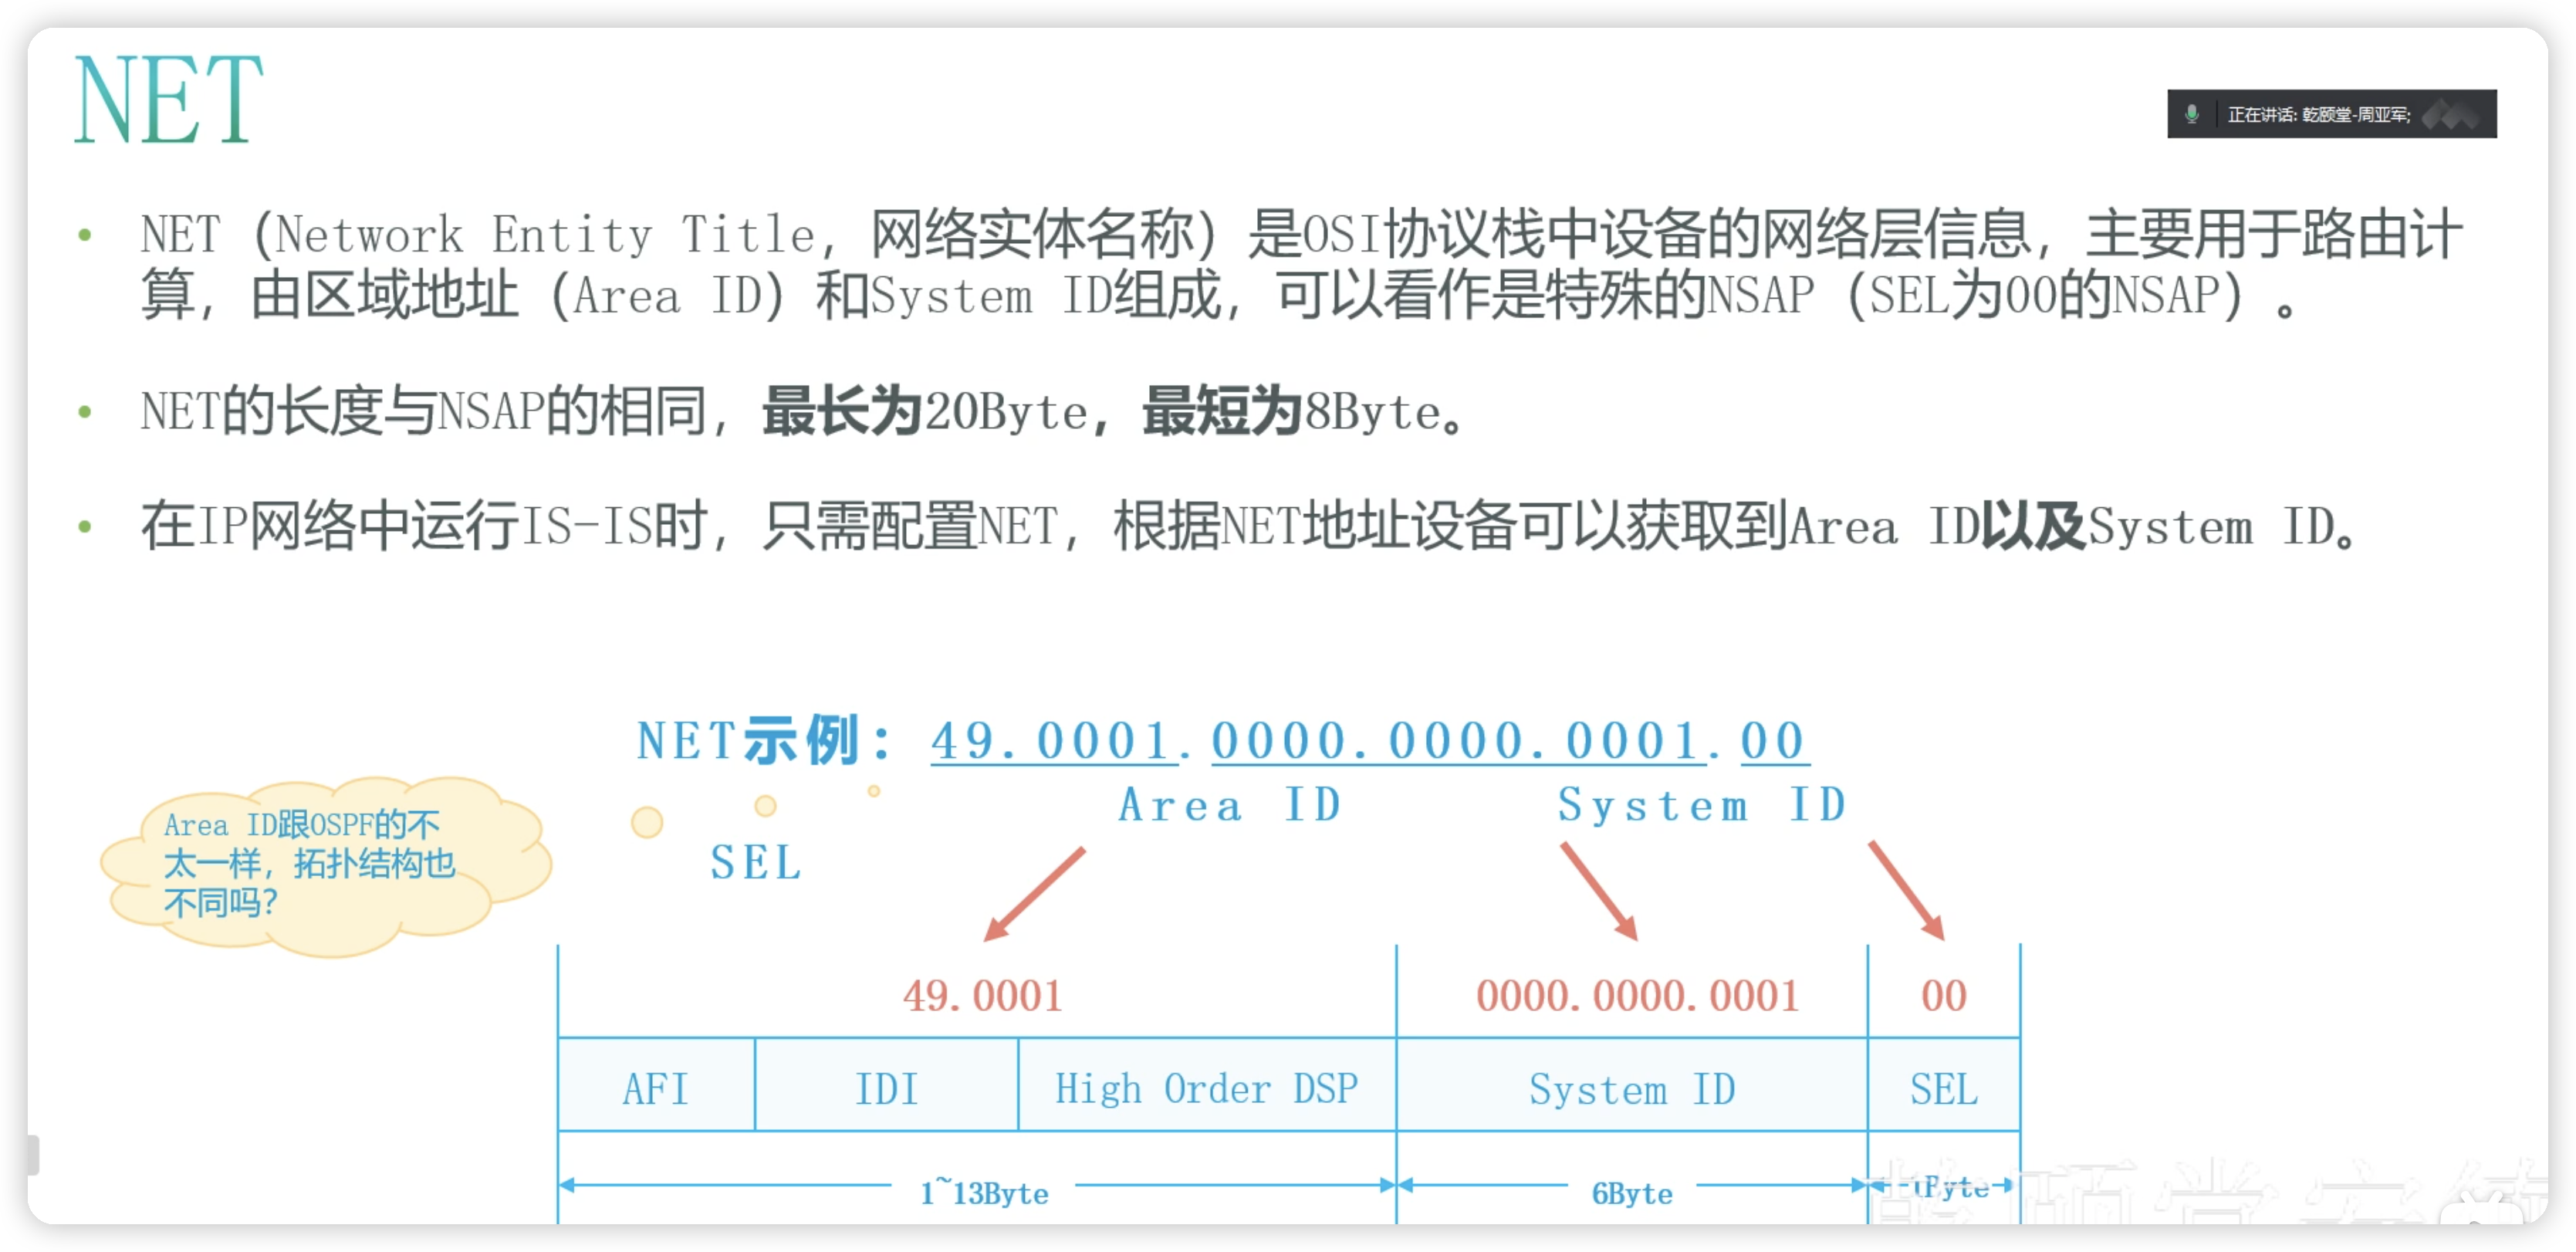 NET
正在讲话: 乾颐堂-周亚军;
• NET（Network Entity Title，网络实体名称）是OSI协议栈中设备的网络层信息，主要用于路由计
算，由区域地址（Area ID）和System ID组成，可以看作是特殊的NSAP（SEL为00的NSAP）。
• NET的长度与NSAP的相同，最长为20Byte，最短为8Byte。
• 在IP网络中运行IS-IS时，只需配置NET，根据NET地址设备可以获取到Area ID以及System ID。
NET示例：49.0001.0000.0000.0001.00
Area ID System ID
SEL
Area ID跟OSPF的不
太一样，拓扑结构也
不同吗？
49.0001 0000.0000.0001 00
AFI IDI High Order DSP System ID SEL
1~13Byte 6Byte 1Byte